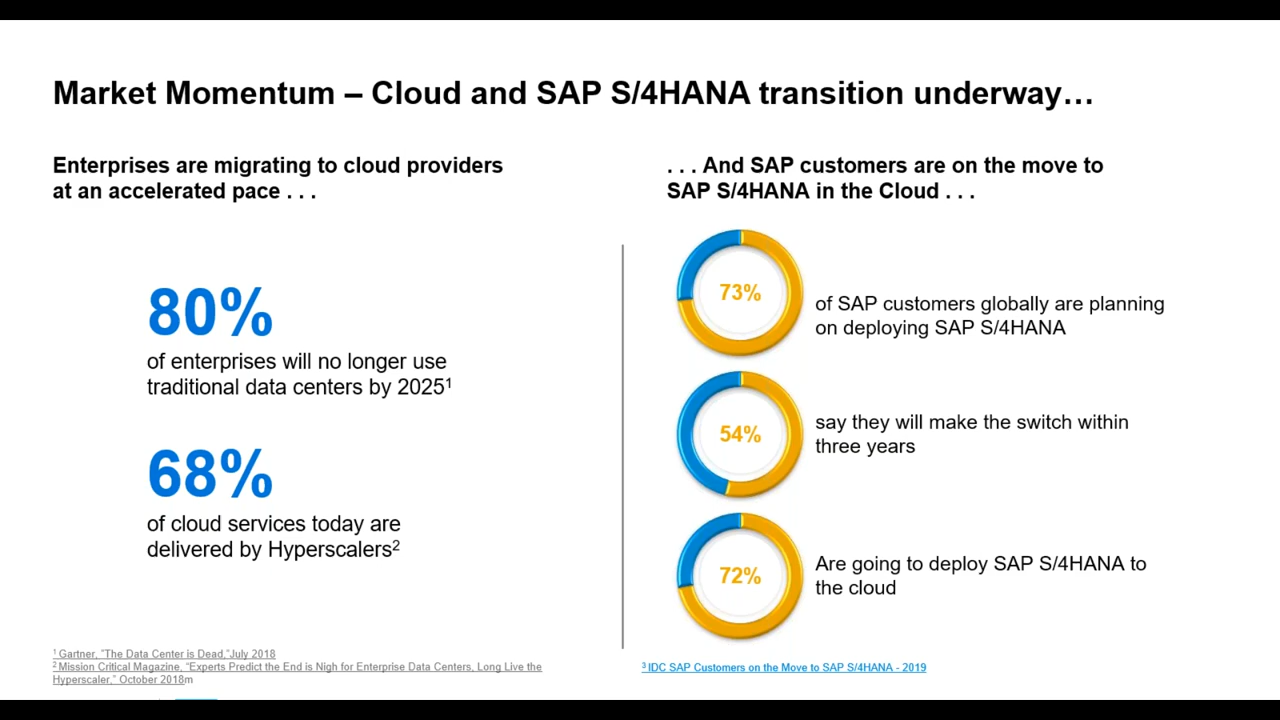 Market Momentum – Cloud and SAP S/4HANA transition underway…
Enterprises are migrating to cloud providers
at an accelerated pace . . .
80%
of enterprises will no longer use
traditional data centers by 2025¹
68%
of cloud services today are
delivered by Hyperscalers²
¹ Gartner, "The Data Center is Dead,"July 2018
² Mission Critical Magazine, "Experts Predict the End is Nigh for Enterprise Data Centers, Long Live the
Hyperscaler," October 2018m
. . . And SAP customers are on the move to
SAP S/4HANA in the Cloud . . .
73%
of SAP customers globally are planning
on deploying SAP S/4HANA
54%
say they will make the switch within
three years
72%
Are going to deploy SAP S/4HANA to
the cloud
³ IDC SAP Customers on the Move to SAP S/4HANA - 2019